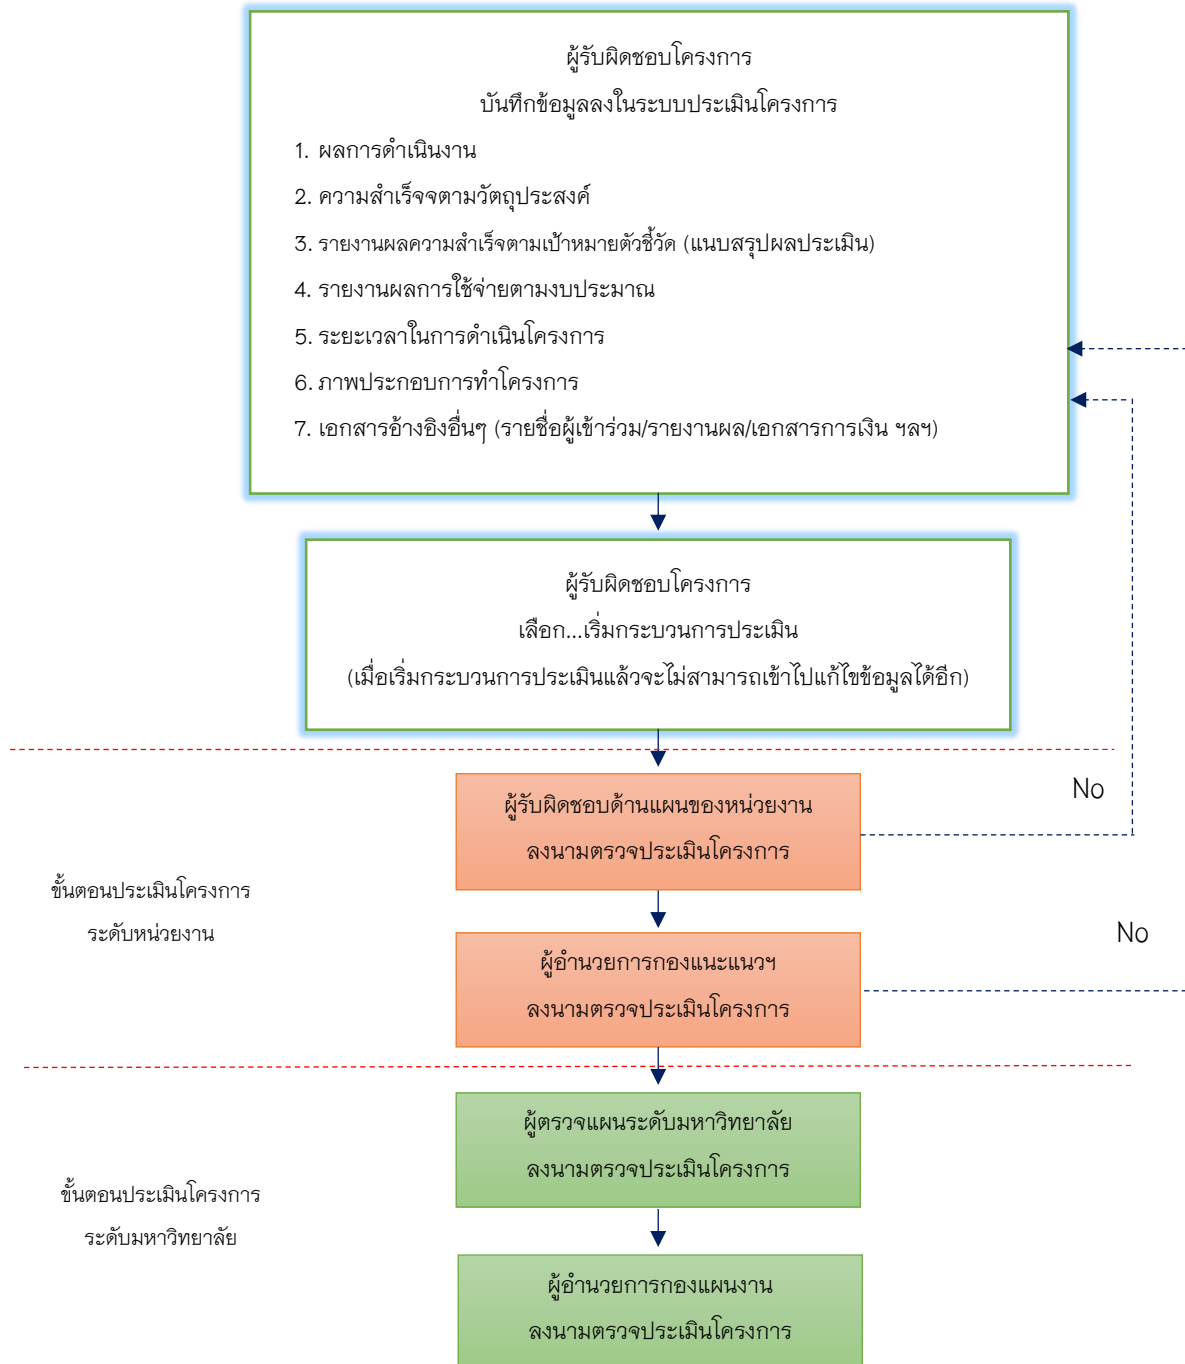 ผู้รับผิดชอบโครงการ
บันทึกข้อมูลลงในระบบประเมินโครงการ
1. ผลการดำเนินงาน
2. ความสำเร็จจตามวัตถุประสงค์
3. รายงานผลความสำเร็จตามเป้าหมายตัวชี้วัด (แนบสรุปผลประเมิน)
4. รายงานผลการใช้จ่ายตามงบประมาณ
5. ระยะเวลาในการดำเนินโครงการ
6. ภาพประกอบการทำโครงการ
7. เอกสารอ้างอิงอื่นๆ (รายชื่อผู้เข้าร่วม/รายงานผล/เอกสารการเงิน ฯลฯ)
ผู้รับผิดชอบโครงการ
เลือก...เริ่มกระบวนการประเมิน
(เมื่อเริ่มกระบวนการประเมินแล้วจะไม่สามารถเข้าไปแก้ไขข้อมูลได้อีก)
No
ผู้รับผิดชอบด้านแผนของหน่วยงาน
ลงนามตรวจประเมินโครงการ
ขั้นตอนประเมินโครงการ
ระดับหน่วยงาน
No
ผู้อำนวยการกองแนะแนวฯ
ลงนามตรวจประเมินโครงการ
ผู้ตรวจแผนระดับมหาวิทยาลัย
ลงนามตรวจประเมินโครงการ
ขั้นตอนประเมินโครงการ
ระดับมหาวิทยาลัย
ผู้อำนวยการกองแผนงาน
ลงนามตรวจประเมินโครงการ